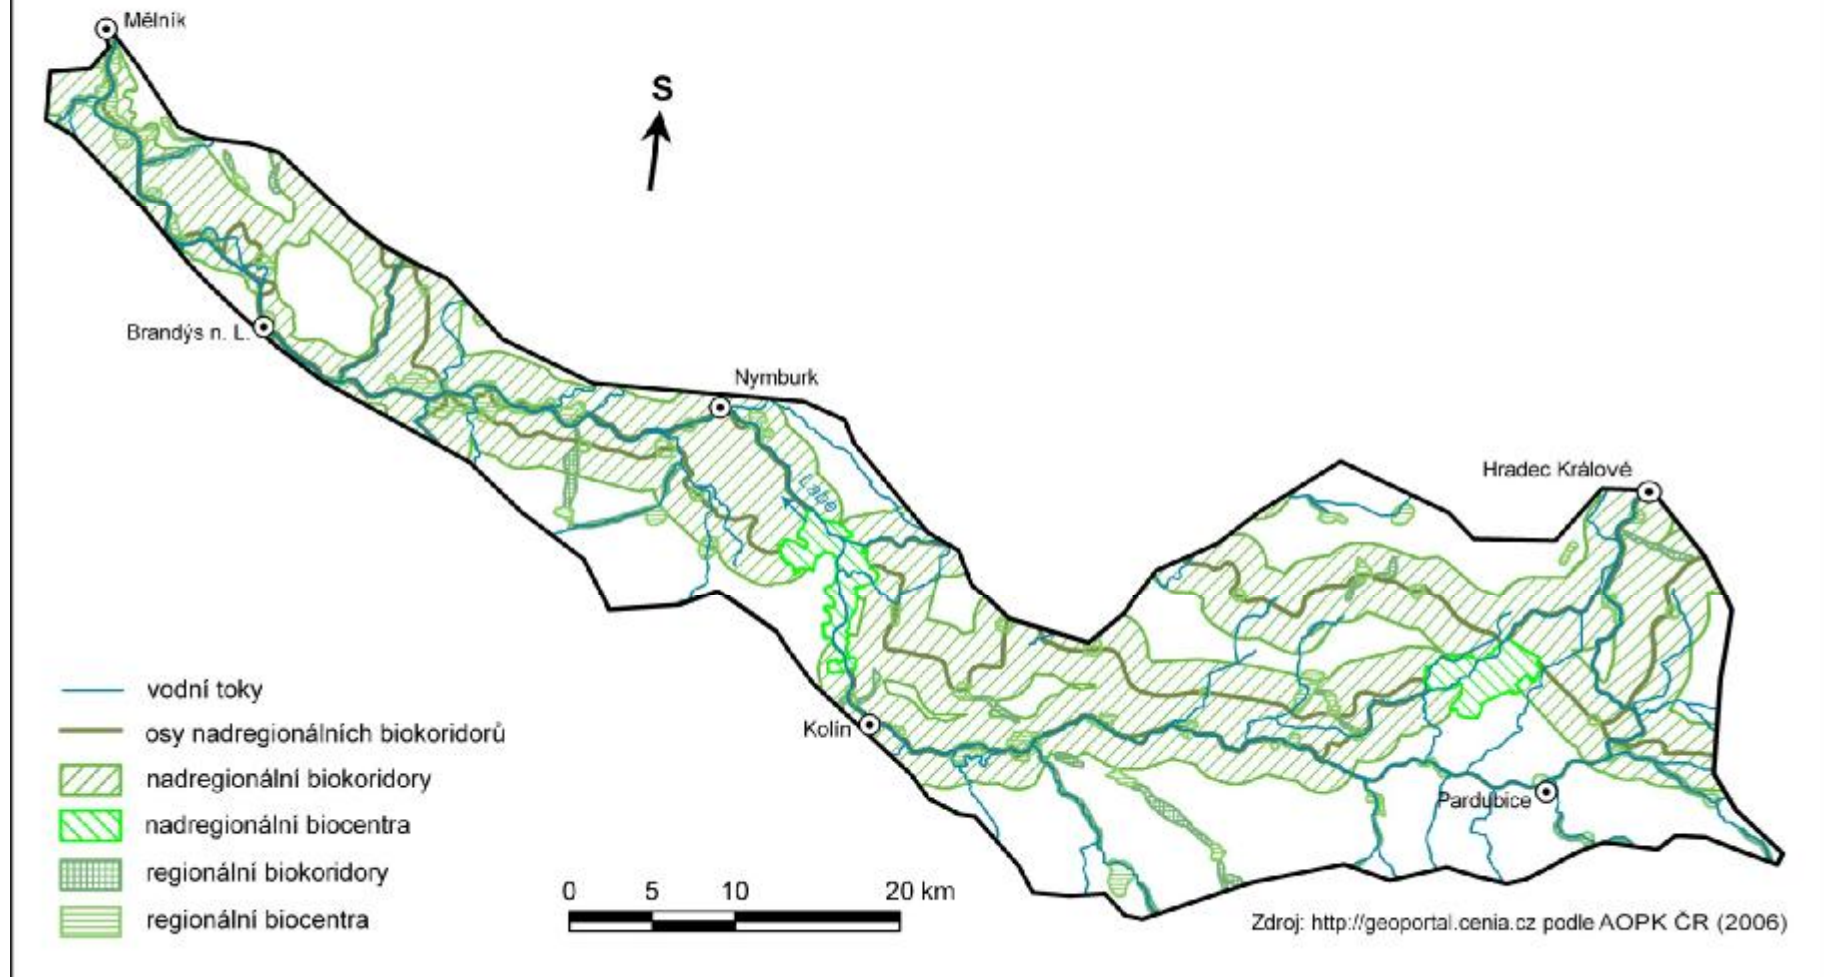 Mělník
S
Brandýs n. L.
Nymburk
Labe
Hradec Králové
Kolín
Pardubice
vodní toky
osy nadregionálních biokoridorů
nadregionální biokoridory
nadregionální biocentra
regionální biokoridory
regionální biocentra
0 5 10 20 km
Zdroj: http://geoportal.cenia.cz podle AOPK ČR (2006)